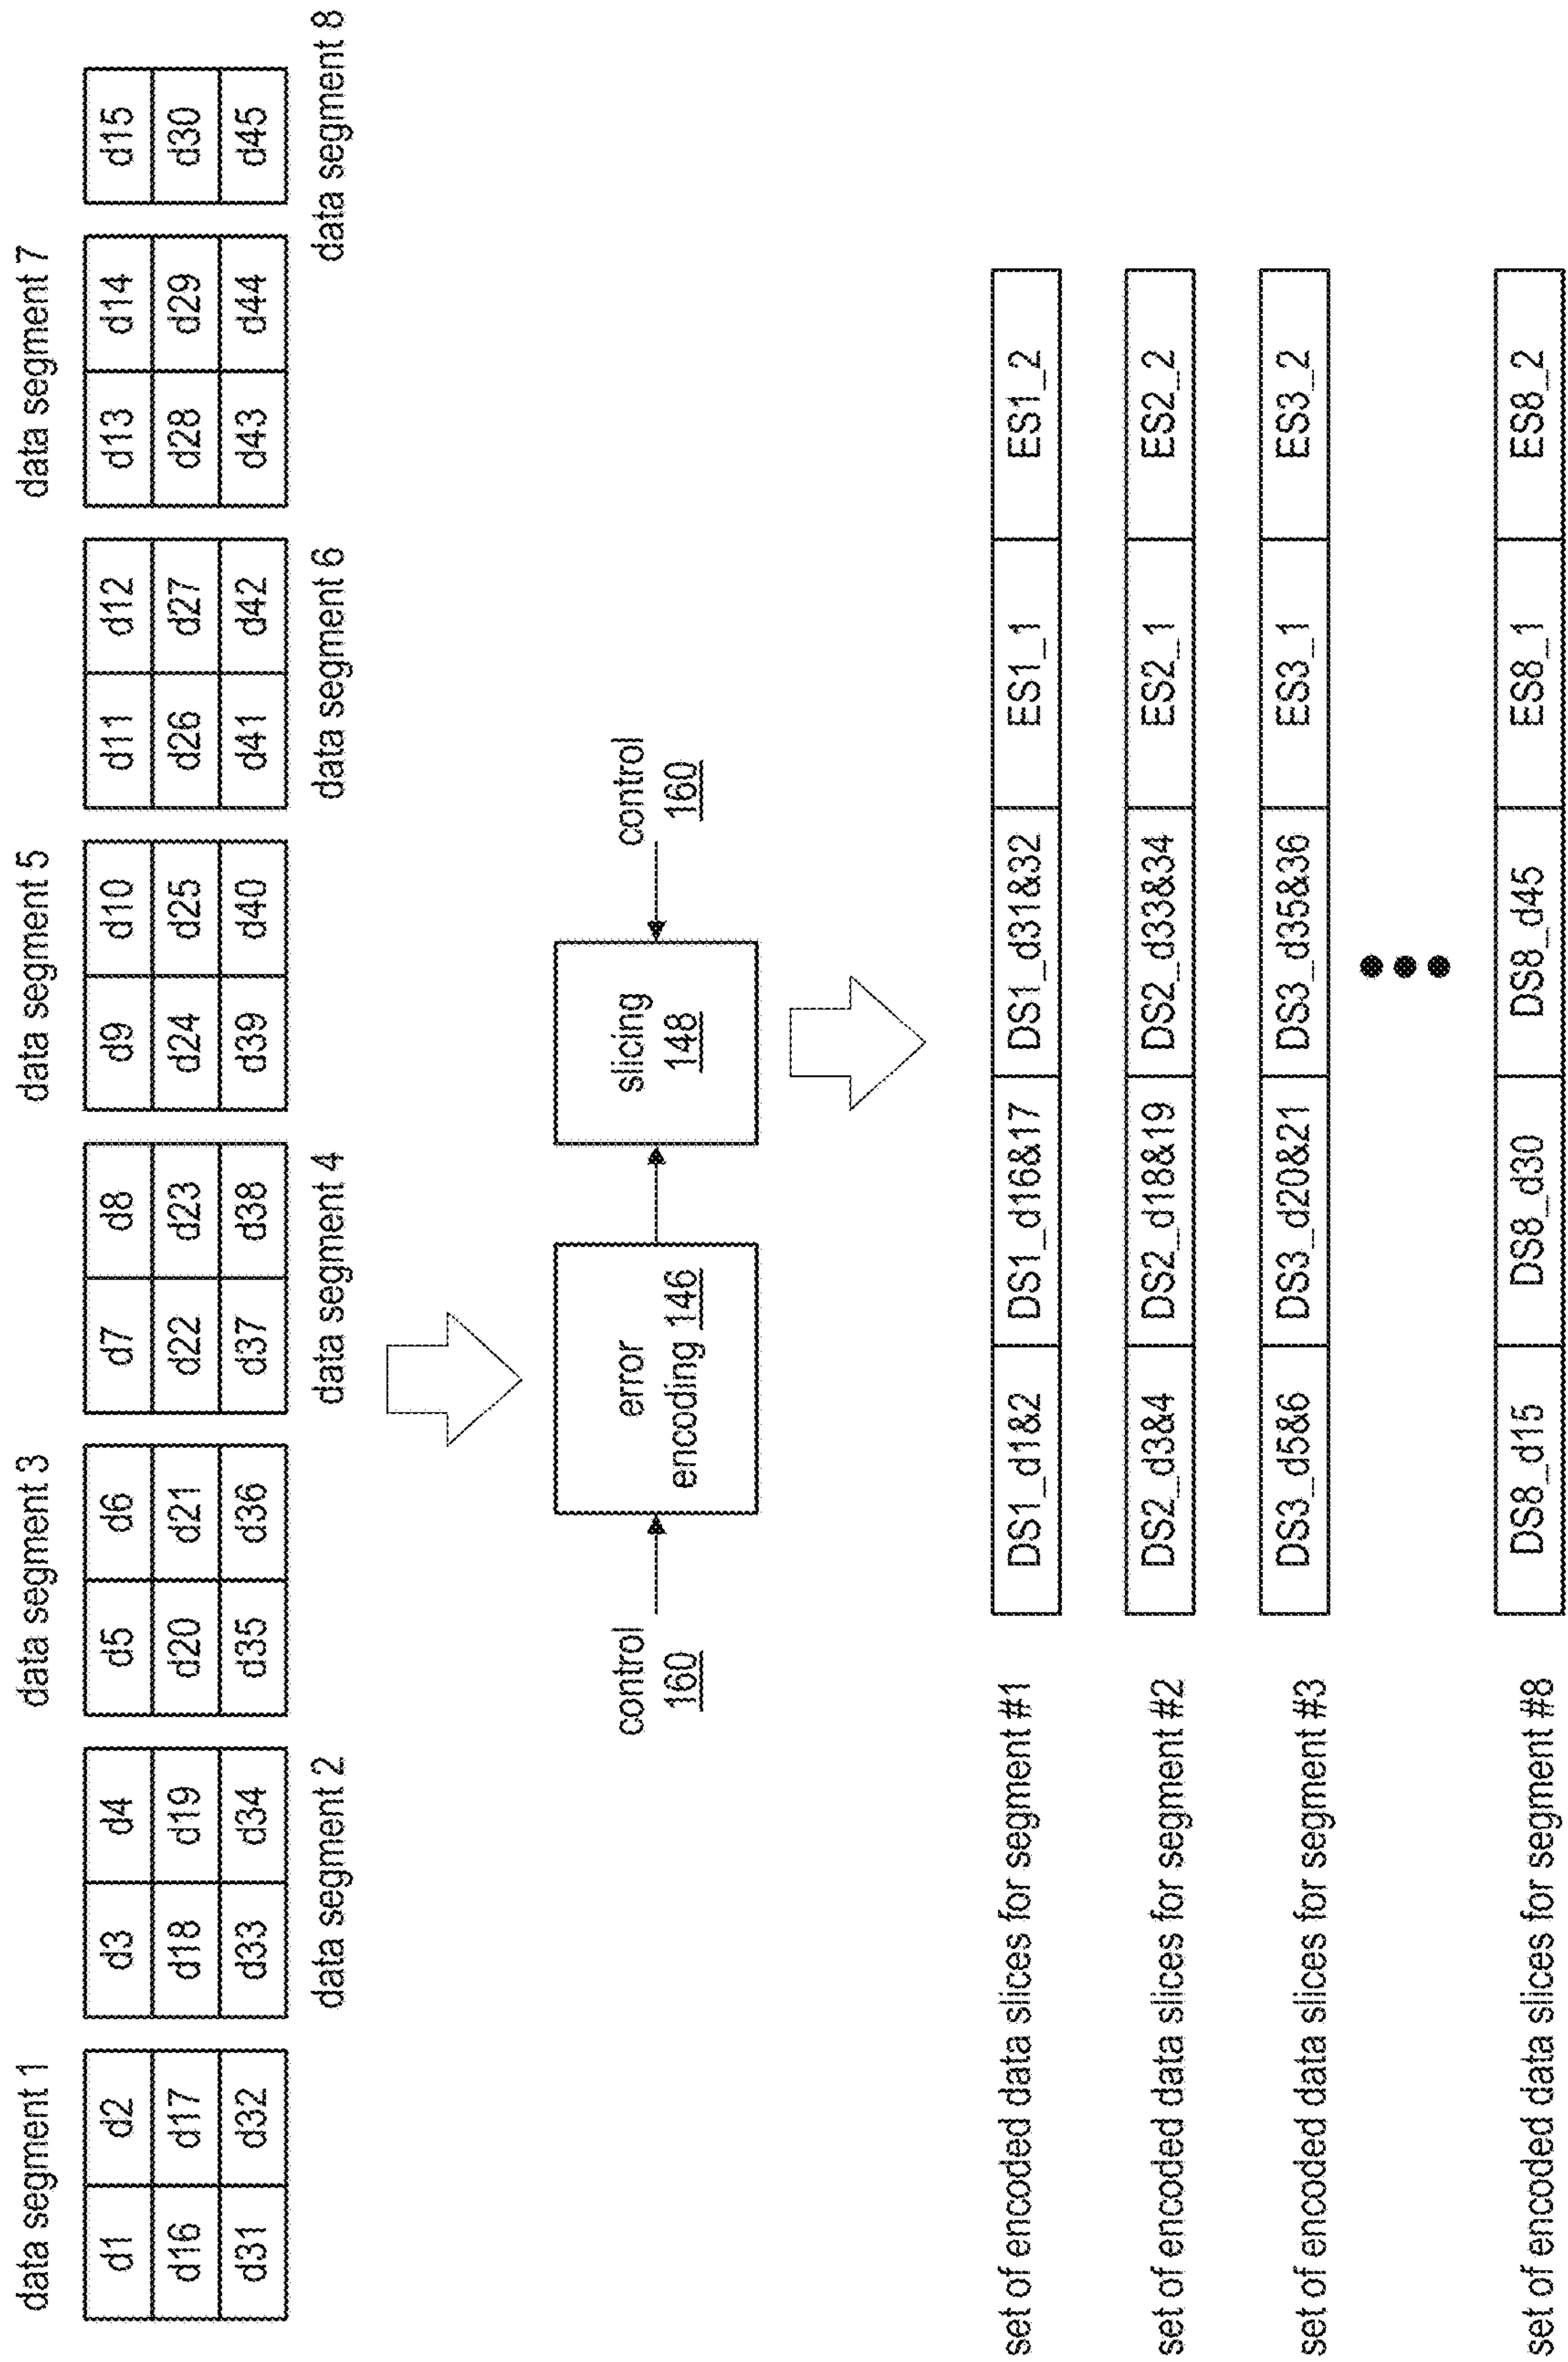 data segment 1
data segment 3
data segment 5
data segment 7
d1 d2 d3 d4 d5 d6 d7 d8 d9 d10 d11 d12 d13 d14 d15
d16 d17 d18 d19 d20 d21 d22 d23 d24 d25 d26 d27 d28 d29 d30
d31 d32 d33 d34 d35 d36 d37 d38 d39 d40 d41 d42 d43 d44 d45
data segment 2
data segment 4
data segment 6
data segment 8
control
160
error
encoding 146
slicing
148
control
160
set of encoded data slices for segment #1
DS1_d1&2 DS1_d16&17 DS1_d31&32 ES1_1 ES1_2
set of encoded data slices for segment #2
DS2_d3&4 DS2_d18&19 DS2_d33&34 ES2_1 ES2_2
set of encoded data slices for segment #3
DS3_d5&6 DS3_d20&21 DS3_d35&36 ES3_1 ES3_2
set of encoded data slices for segment #8
DS8_d15 DS8_d30 DS8_d45 ES8_1 ES8_2